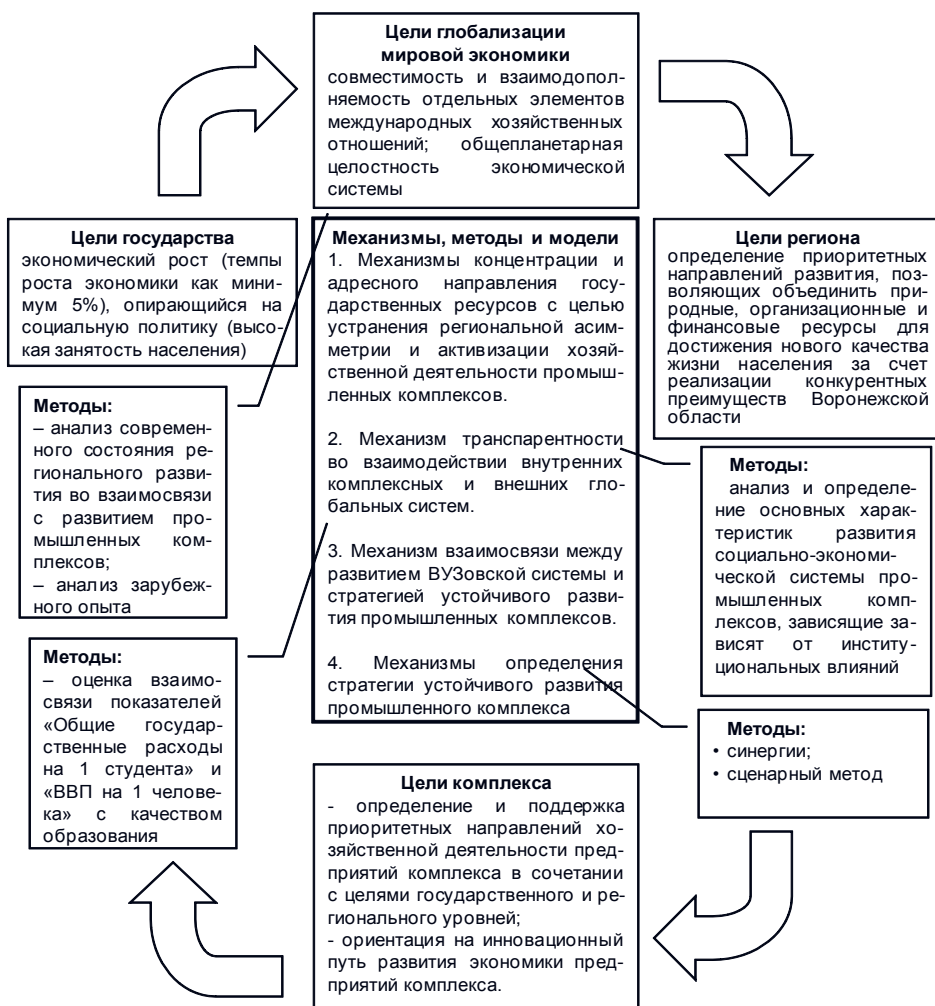 Цели глобализации
мировой экономики
совместимость и взаимодопол-
няемость отдельных элементов
международных хозяйственных
отношений; общепланетарная
целостность экономической
системы
Цели государства
экономический рост (темпы
роста экономики как мини-
мум 5%), опирающийся на
социальную политику (высо-
кая занятость населения)
Механизмы, методы и модели
1. Механизмы концентрации и
адресного направления госу-
дарственных ресурсов с целью
устранения региональной асим-
метрии и активизации хозяй-
ственной деятельности промыш-
ленных комплексов.
2. Механизм транспарентности
во взаимодействии внутренних
комплексных и внешних гло-
бальных систем.
3. Механизм взаимосвязи между
развитием ВУЗовской системы и
стратегией устойчивого разви-
тия промышленных комплексов.
4. Механизмы определения
стратегии устойчивого развития
промышленного комплекса
Цели региона
определение приоритетных
направлений развития, поз-
воляющих объединить при-
родные, организационные и
финансовые ресурсы для
достижения нового качества
жизни населения за счет
реализации конкурентных
преимуществ Воронежской
области
Методы:
– анализ современ-
ного состояния ре-
гионального разви-
тия во взаимосвязи
с развитием про-
мышленных ком-
плексов;
– анализ зарубеж-
ного опыта
Методы:
анализ и определе-
ние основных харак-
теристик развития
социально-экономи-
ческой системы про-
мышленных ком-
плексов, зависящие за-
висят от институ-
циональных влияний
Методы:
– оценка взаимо-
связи показателей
«Общие государ-
ственные расходы
на 1 студента» и
«ВВП на 1 челове-
ка» с качеством
образования
Методы:
• синергии;
• сценарный метод
Цели комплекса
- определение и поддержка
приоритетных направлений хо-
зяйственной деятельности пред-
приятий комплекса в сочетании
с целями государственного и ре-
гионального уровней;
- ориентация на инновационный
путь развития экономики пред-
приятий комплекса.